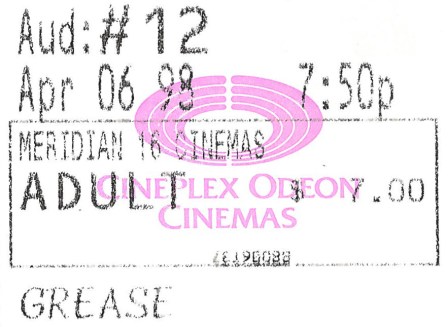 Aud:#12
Apr 06 98 7:50p
MERIDIAN 16 CINEMAS
ADULT $ 7.00
CINEPLEX ODEON
CINEMAS
GREASE